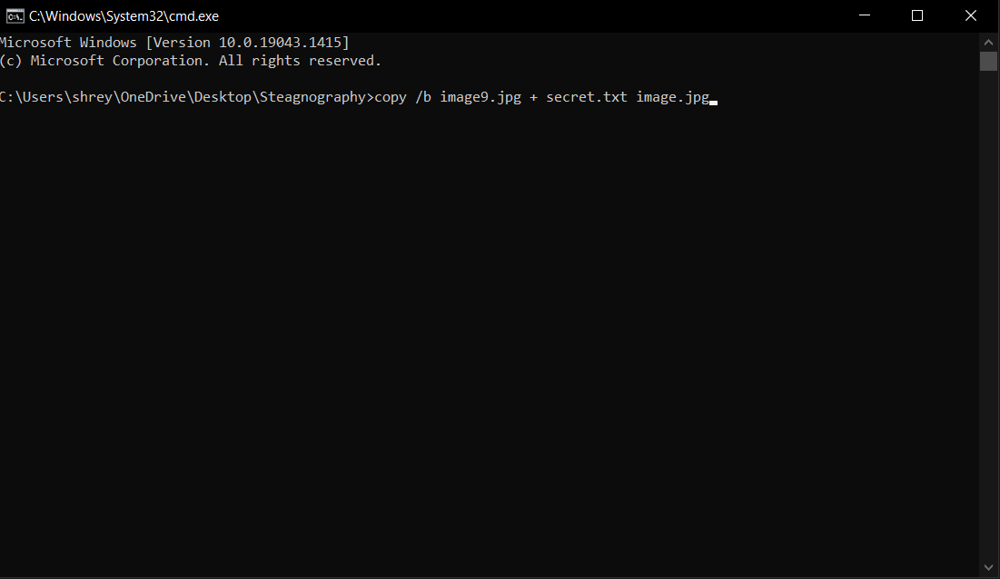 C:\Windows\System32\cmd.exe
Microsoft Windows [Version 10.0.19043.1415]
(c) Microsoft Corporation. All rights reserved.
C:\Users\shrey\OneDrive\Desktop\Steagnography>copy /b image9.jpg + secret.txt image.jpg